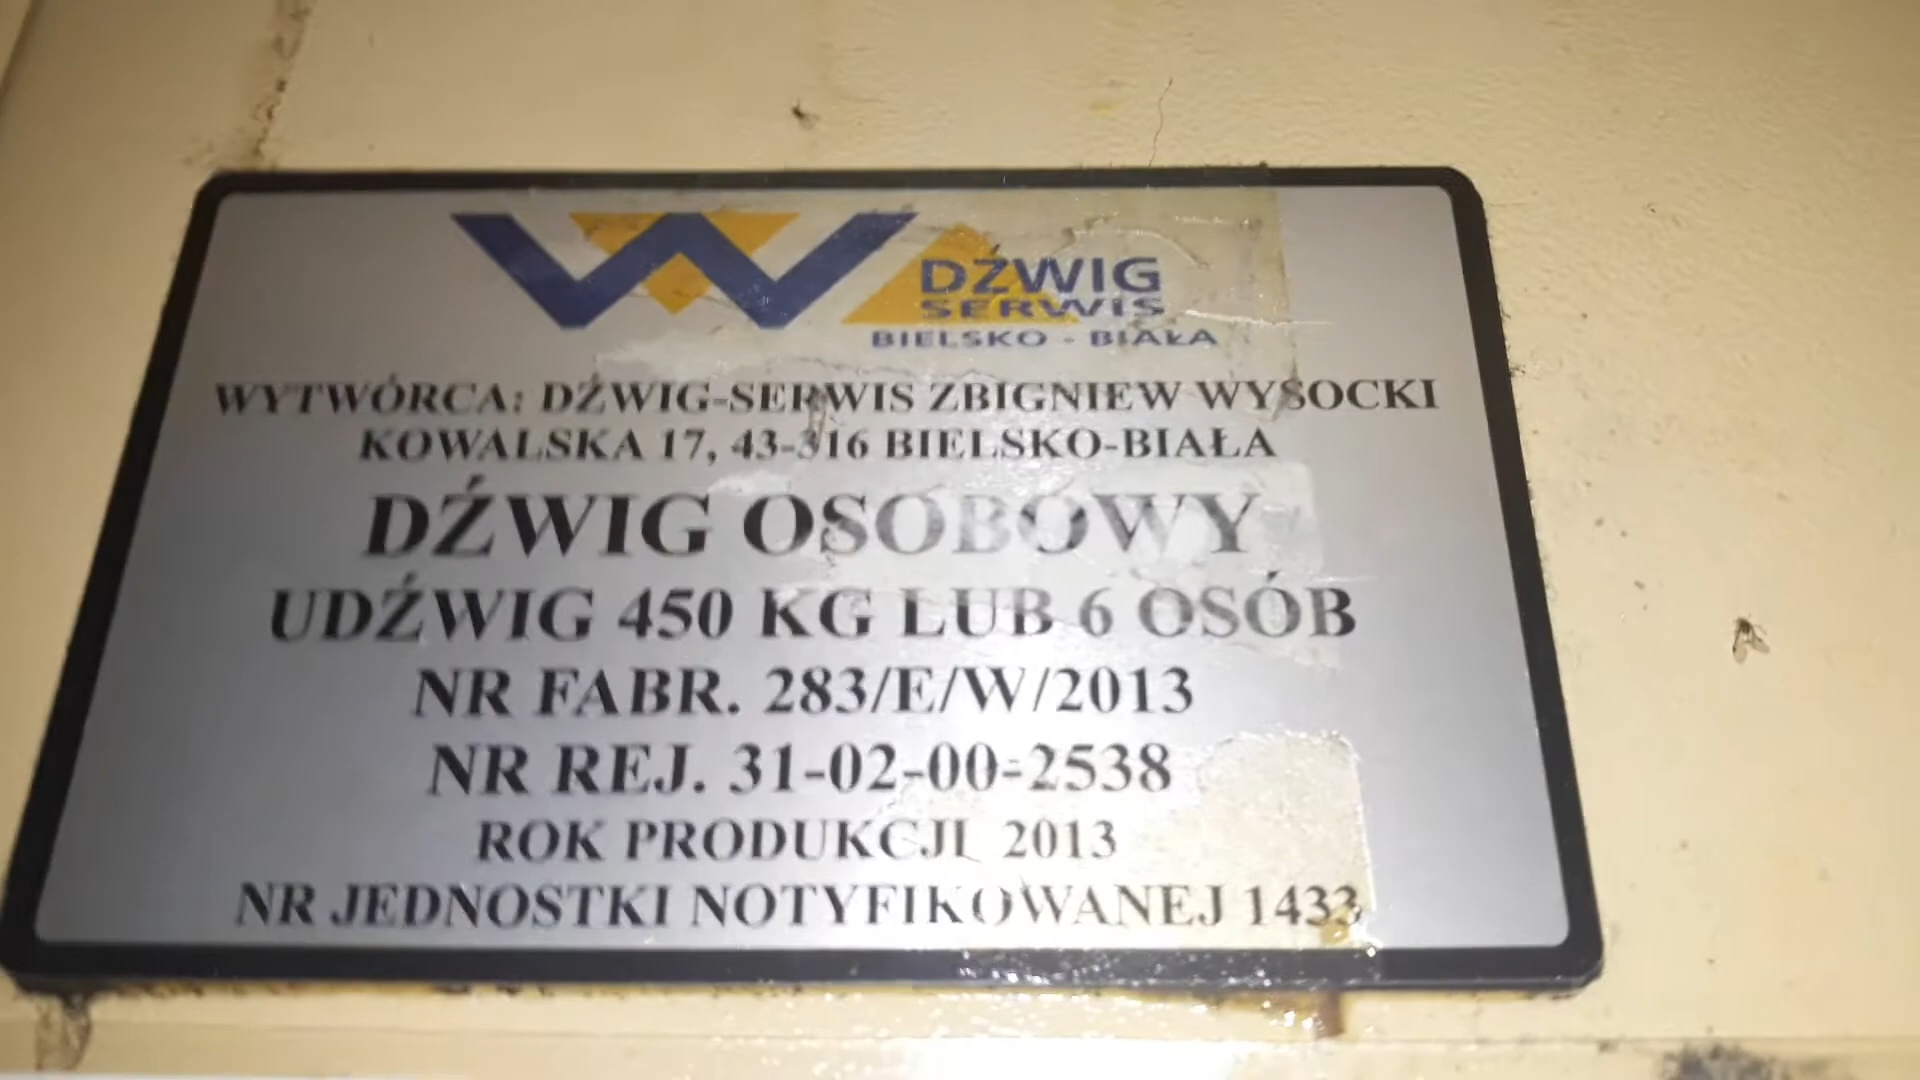 DŹWIG
SERWIS
BIELSKO - BIAŁA
WYTWÓRCA: DŹWIG-SERWIS ZBIGNIEW WYSOCKI
KOWALSKA 17, 43-316 BIELSKO-BIAŁA
DŹWIG OSOBOWY
UDŹWIG 450 KG LUB 6 OSÓB
NR FABR. 283/E/W/2013
NR REJ. 31-02-00-2538
ROK PRODUKCJI 2013
NR JEDNOSTKI NOTYFIKOWANEJ 1433